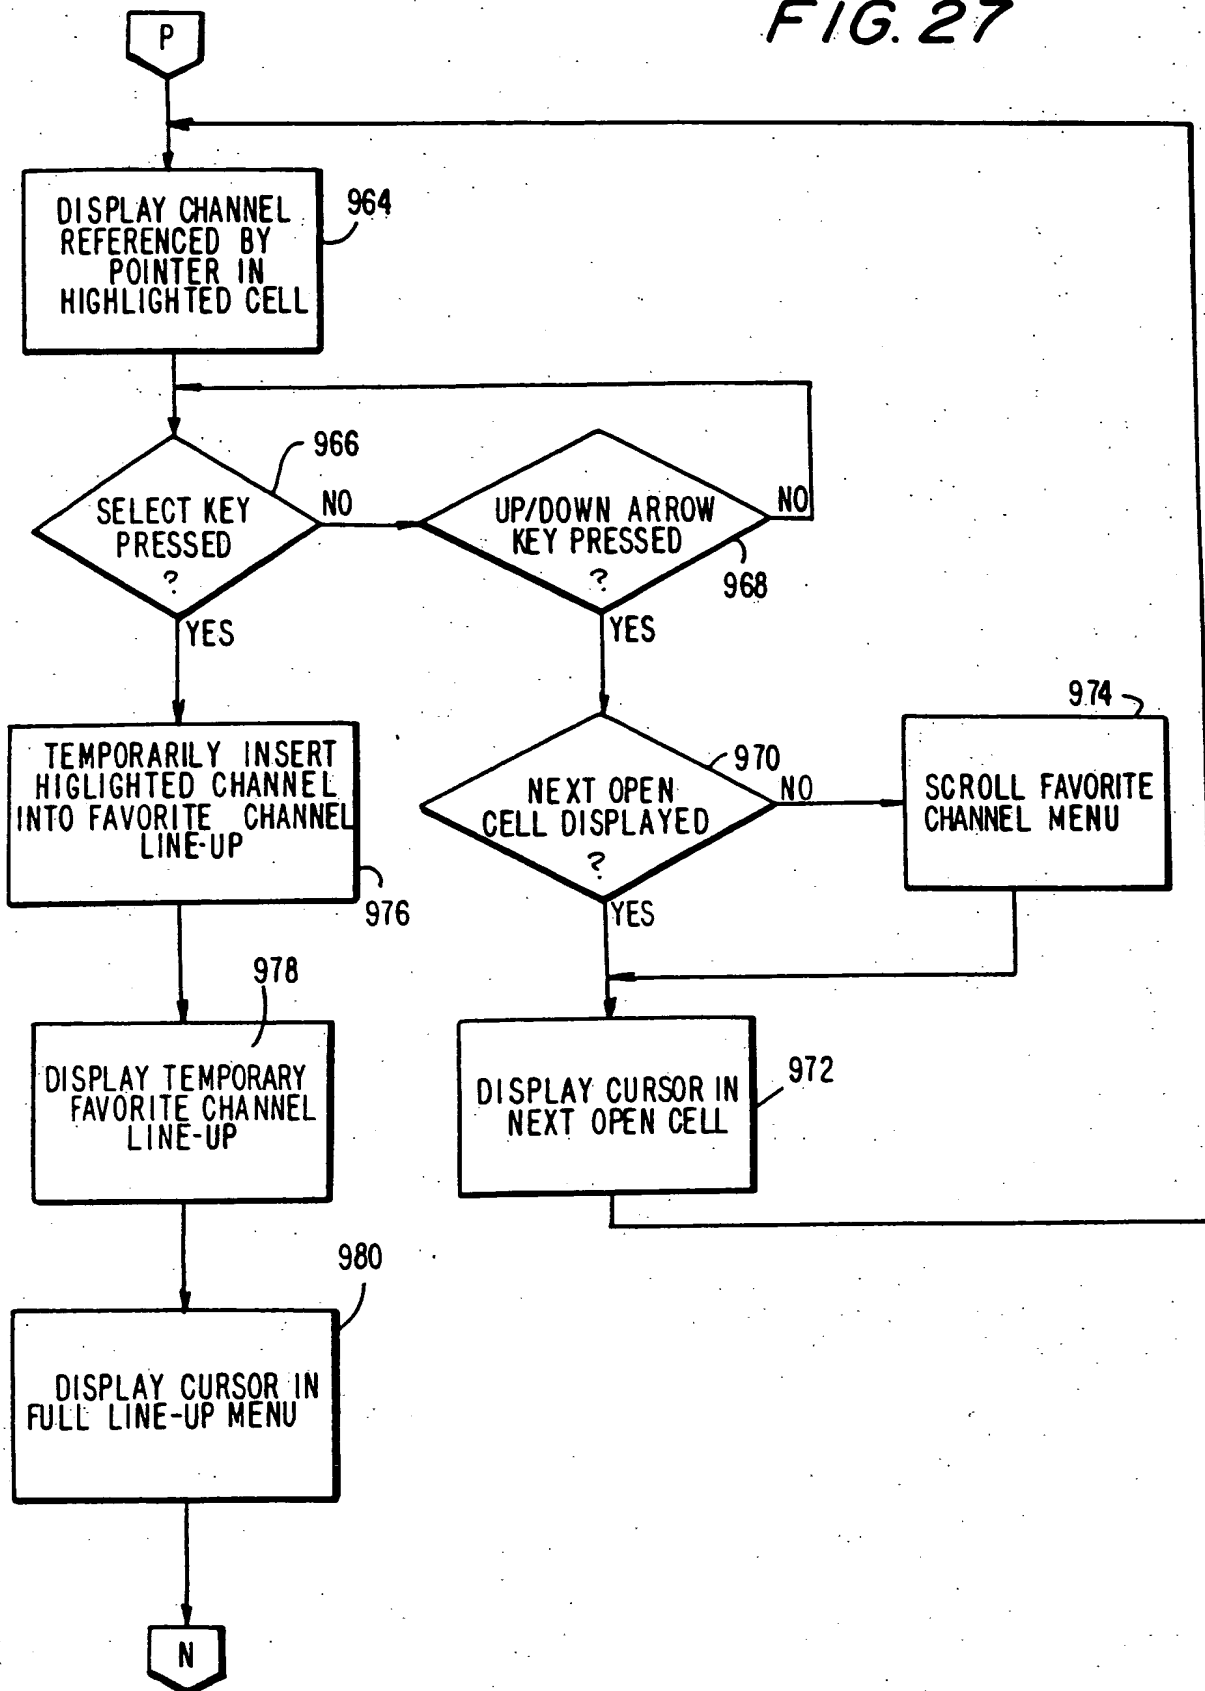 FIG. 27
P
DISPLAY CHANNEL
REFERENCED BY
POINTER IN
HIGHLIGHTED CELL
964
966
SELECT KEY
PRESSED
?
NO
YES
UP/DOWN ARROW
KEY PRESSED
?
NO
968
YES
TEMPORARILY INSERT
HIGLIGHTED CHANNEL
INTO FAVORITE CHANNEL
LINE-UP
976
NEXT OPEN
CELL DISPLAYED
?
970
NO
YES
974
SCROLL FAVORITE
CHANNEL MENU
978
DISPLAY TEMPORARY
FAVORITE CHANNEL
LINE-UP
DISPLAY CURSOR IN
NEXT OPEN CELL
972
980
DISPLAY CURSOR IN
FULL LINE-UP MENU
N